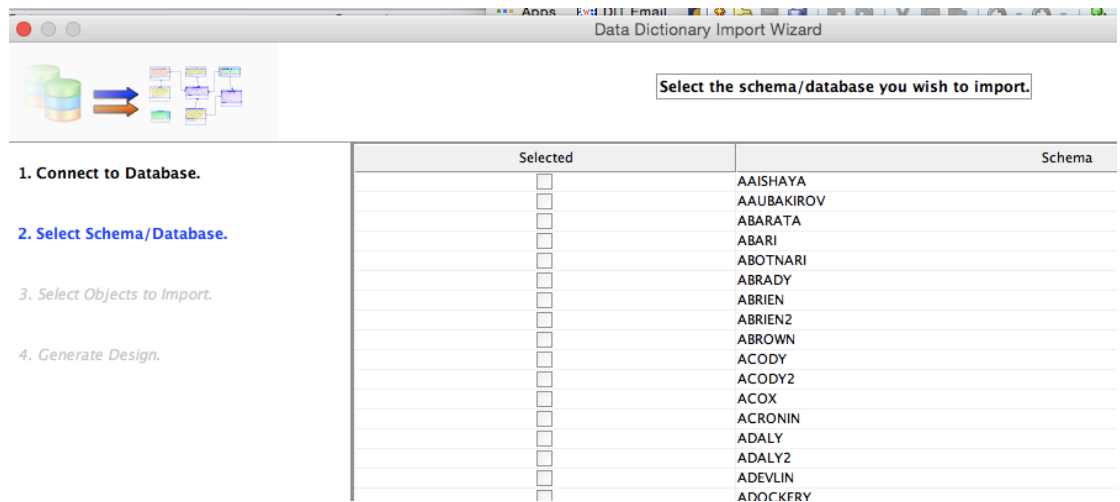 Apps DIT Email
Data Dictionary Import Wizard
Select the schema/database you wish to import.
1. Connect to Database.
2. Select Schema/Database.
3. Select Objects to Import.
4. Generate Design.
Selected Schema
AAISHAYA
AAUBAKIROV
ABARATA
ABARI
ABOTNARI
ABRADY
ABRIEN
ABRIEN2
ABROWN
ACODY
ACODY2
ACOX
ACRONIN
ADALY
ADALY2
ADEVLIN
ADOCKERY